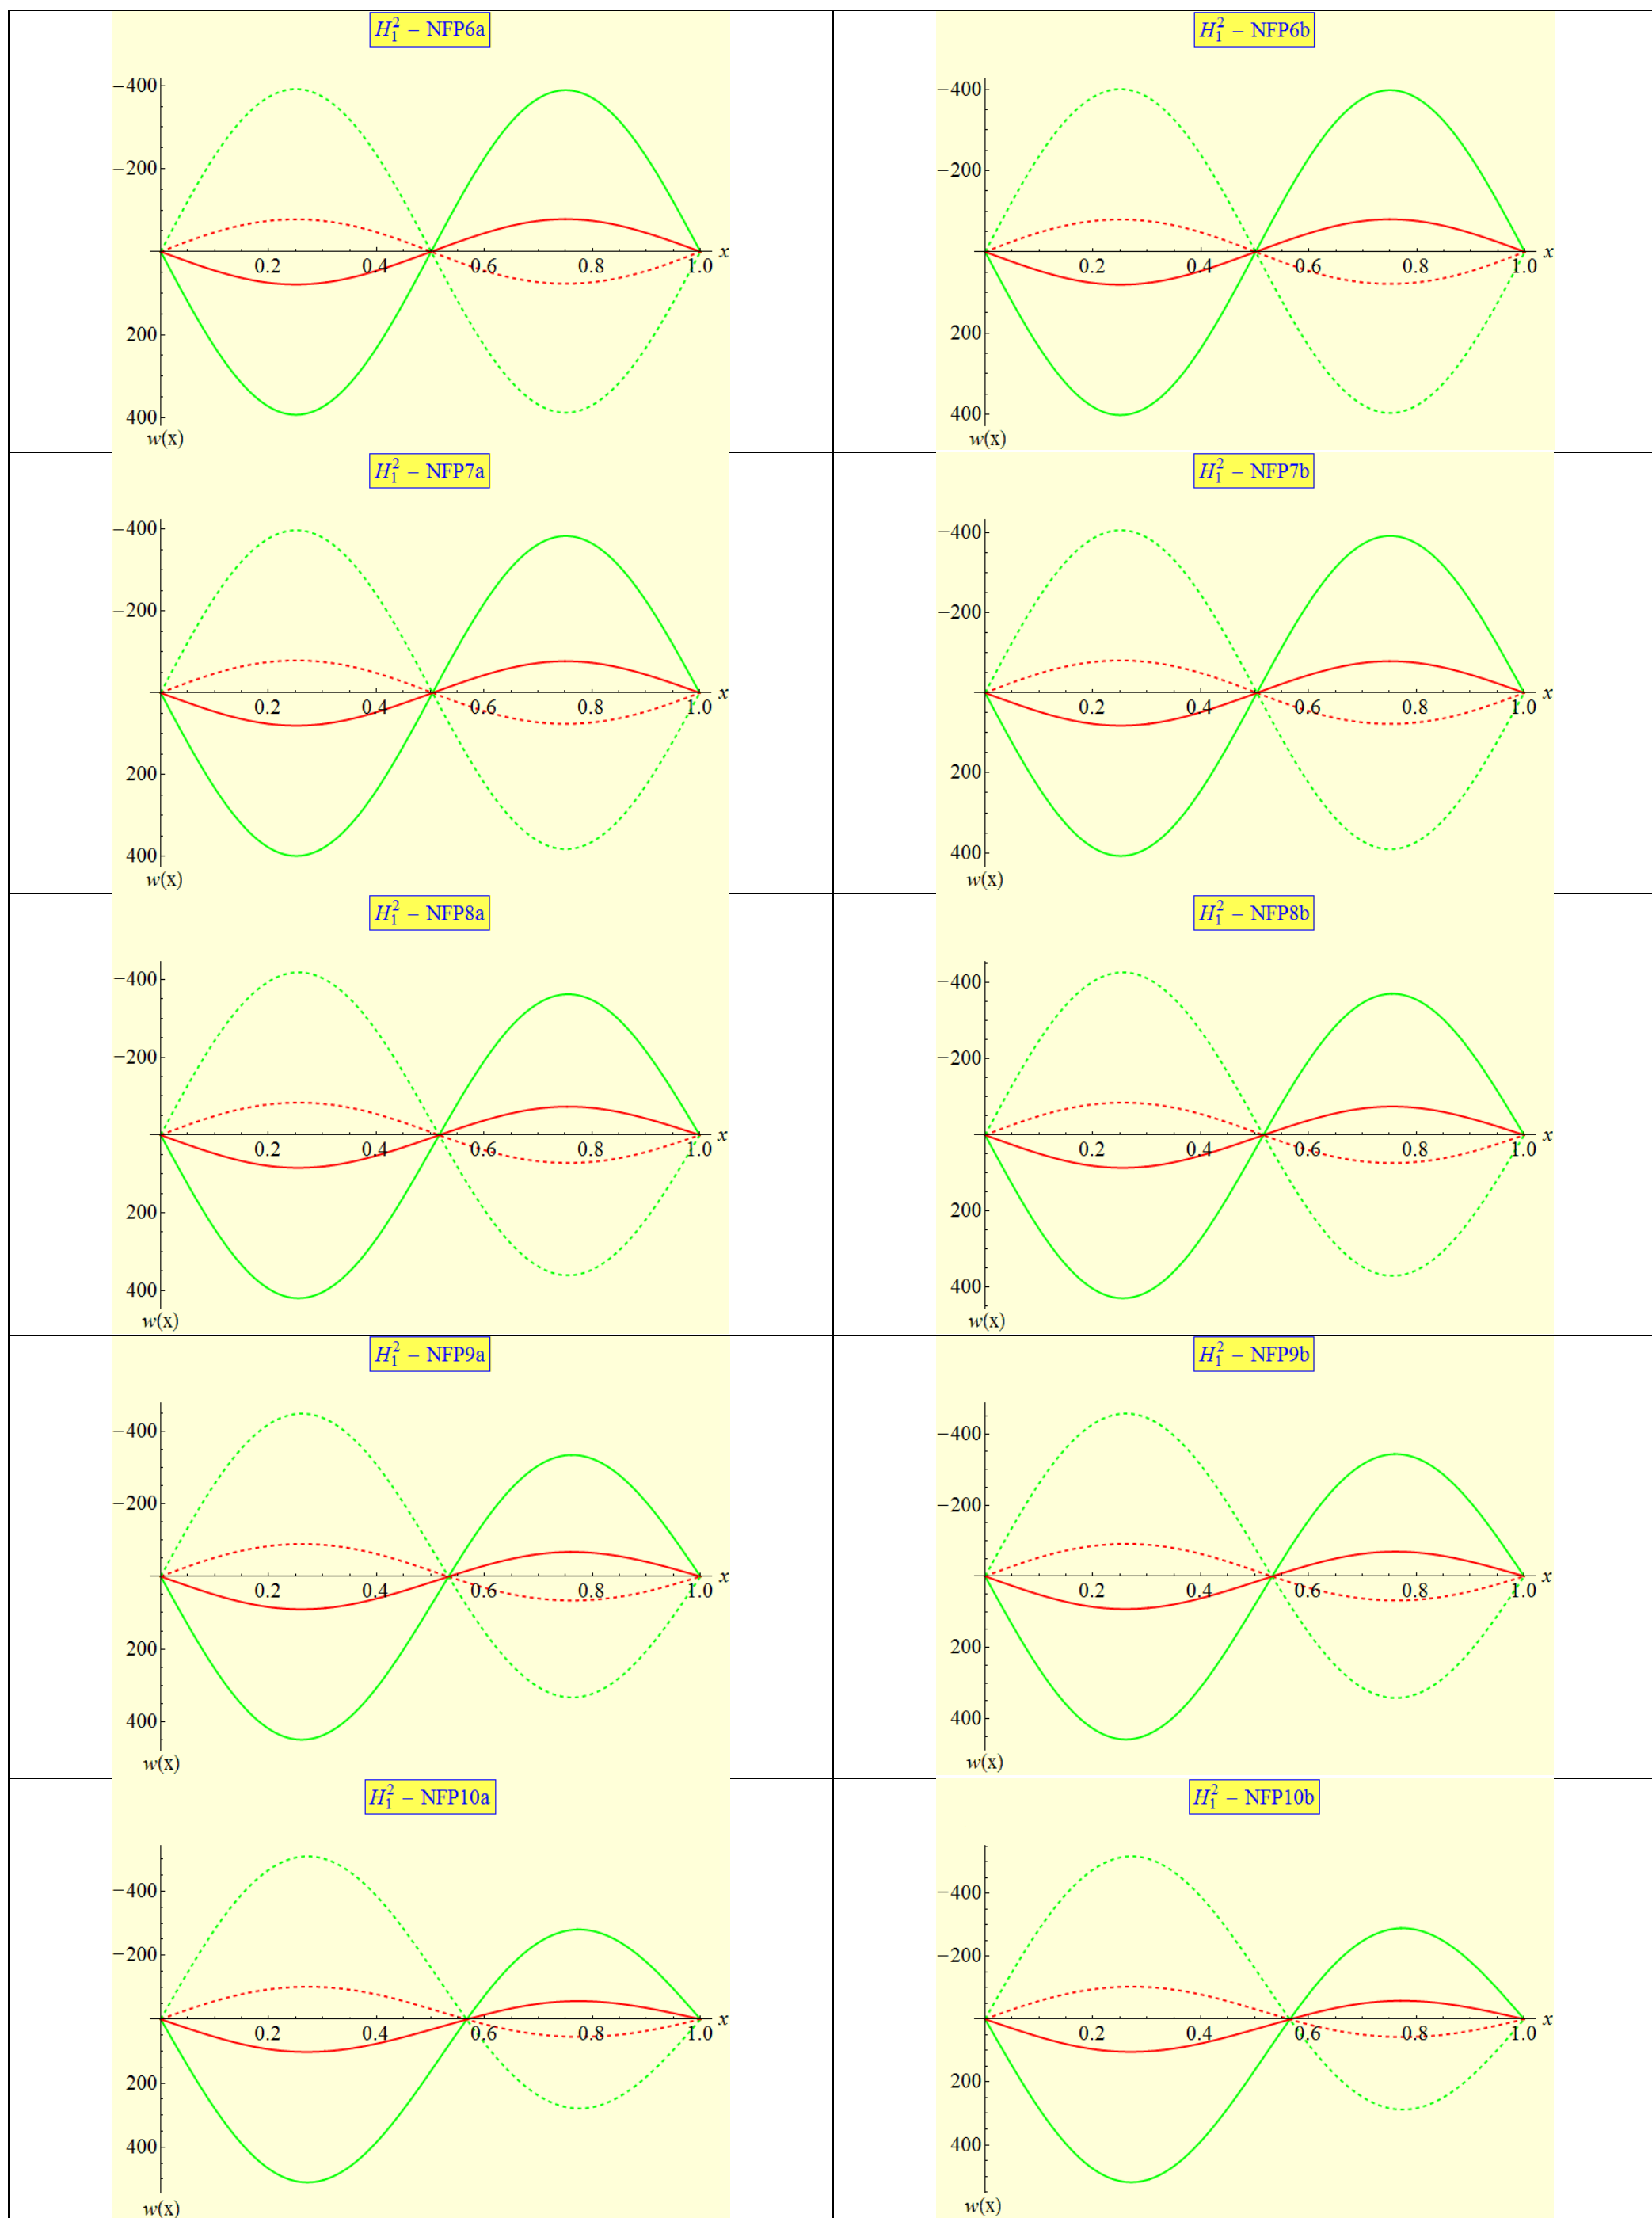 H₁² – NFP6a
−400
−200
0.2 0.4 0.6 0.8 1.0 x
200
400
w(x)
H₁² – NFP6b
−400
−200
0.2 0.4 0.6 0.8 1.0 x
200
400
w(x)
H₁² – NFP7a
−400
−200
0.2 0.4 0.6 0.8 1.0 x
200
400
w(x)
H₁² – NFP7b
−400
−200
0.2 0.4 0.6 0.8 1.0 x
200
400
w(x)
H₁² – NFP8a
−400
−200
0.2 0.4 0.6 0.8 1.0 x
200
400
w(x)
H₁² – NFP8b
−400
−200
0.2 0.4 0.6 0.8 1.0 x
200
400
w(x)
H₁² – NFP9a
−400
−200
0.2 0.4 0.6 0.8 1.0 x
200
400
w(x)
H₁² – NFP9b
−400
−200
0.2 0.4 0.6 0.8 1.0 x
200
400
w(x)
H₁² – NFP10a
−400
−200
0.2 0.4 0.6 0.8 1.0 x
200
400
w(x)
H₁² – NFP10b
−400
−200
0.2 0.4 0.6 0.8 1.0 x
200
400
w(x)